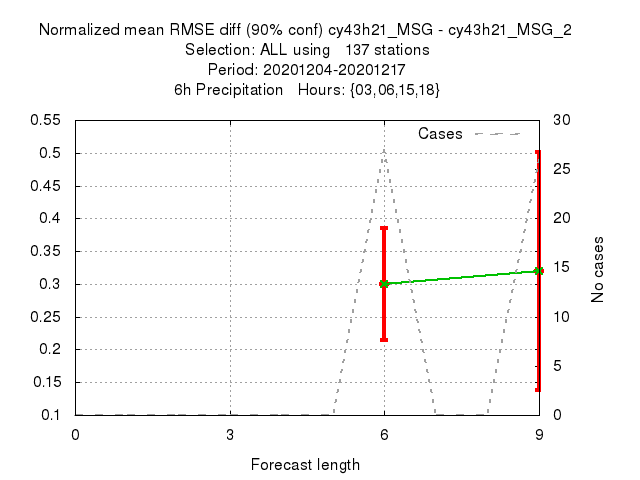 Normalized mean RMSE diff (90% conf) cy43h21_MSG - cy43h21_MSG_2
Selection: ALL using 137 stations
Period: 20201204-20201217
6h Precipitation Hours: {03,06,15,18}
Cases
0.55
0.5
0.45
0.4
0.35
0.3
0.25
0.2
0.15
0.1
30
25
20
15
10
5
0
No cases
0 3 6 9
Forecast length